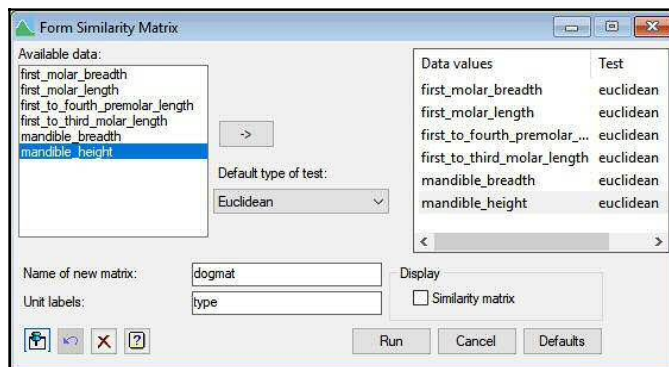 Form Similarity Matrix
Available data:
first_molar_breadth
first_molar_length
first_to_fourth_premolar_length
first_to_third_molar_length
mandible_breadth
mandible_height
->
Default type of test:
Euclidean
Data values Test
first_molar_breadth euclidean
first_molar_length euclidean
first_to_fourth_premolar_... euclidean
first_to_third_molar_length euclidean
mandible_breadth euclidean
mandible_height euclidean
Name of new matrix: dogmat
Unit labels: type
Display
Similarity matrix
Run Cancel Defaults